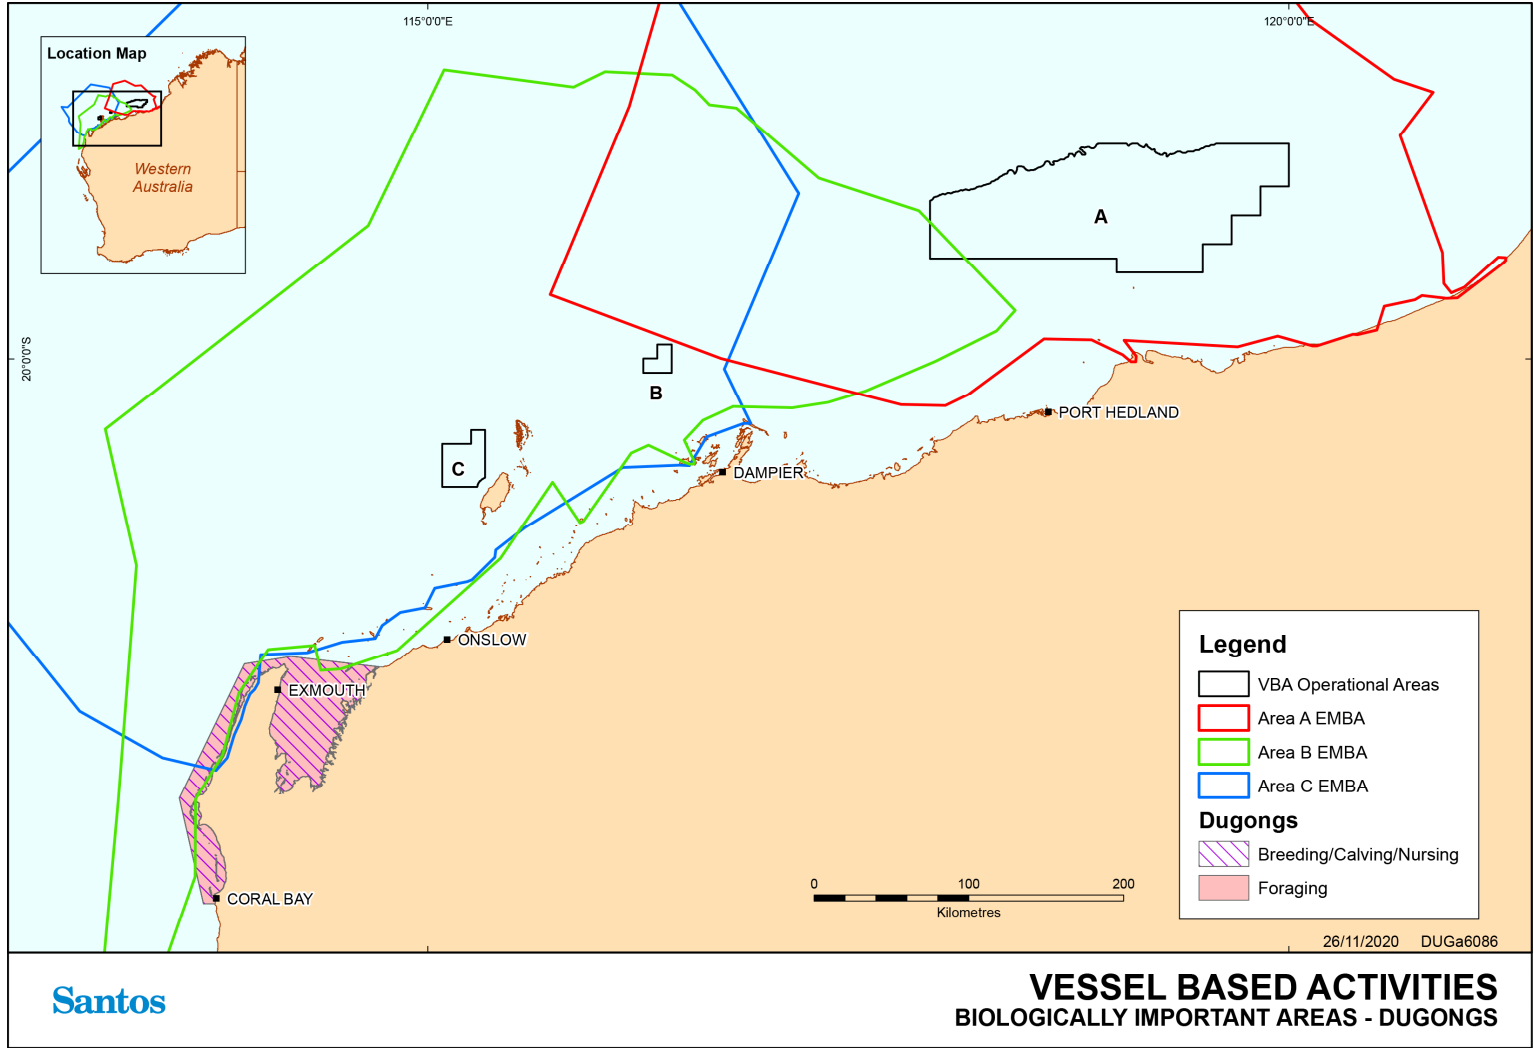 115°0'0"E
120°0'0"E
Location Map
Western
Australia
20°0'0"S
A
B
C
PORT HEDLAND
DAMPIER
ONSLOW
EXMOUTH
CORAL BAY
Legend
VBA Operational Areas
Area A EMBA
Area B EMBA
Area C EMBA
Dugongs
Breeding/Calving/Nursing
Foraging
0 100 200
Kilometres
26/11/2020 DUGa6086
Santos
VESSEL BASED ACTIVITIES
BIOLOGICALLY IMPORTANT AREAS - DUGONGS